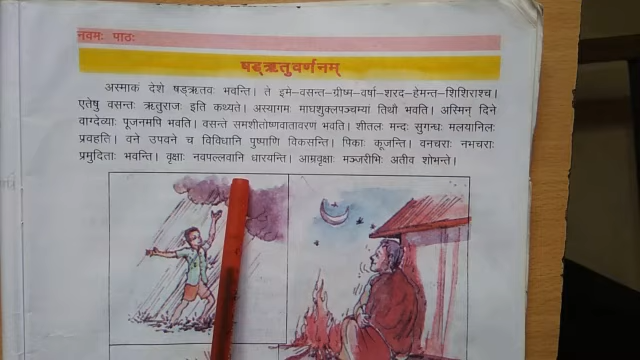 नवमः पाठः
षड्ऋतुवर्णनम्
अस्माक देशे षड्ऋतवः भवन्ति। ते इमे-वसन्त-ग्रीष्म-वर्षा-शरद-हेमन्त-शिशिराश्च।
एतेषु वसन्तः ऋतुराजः इति कथ्यते। अस्यागमः माघशुक्लपञ्चम्यां तिथौ भवति। अस्मिन् दिने
वाग्देव्याः पूजनमपि भवति। वसन्ते समशीतोष्णवातावरण भवति। शीतलः मन्दः सुगन्धः मलयानिलः
प्रवहति। वने उपवने च विविधानि पुष्पाणि विकसन्ति। पिकाः कूजन्ति। वनचराः नभचराः
प्रमुदिताः भवन्ति। वृक्षाः नवपल्लवानि धारयन्ति। आम्रवृक्षाः मञ्जरीभिः अतीव शोभन्ते।